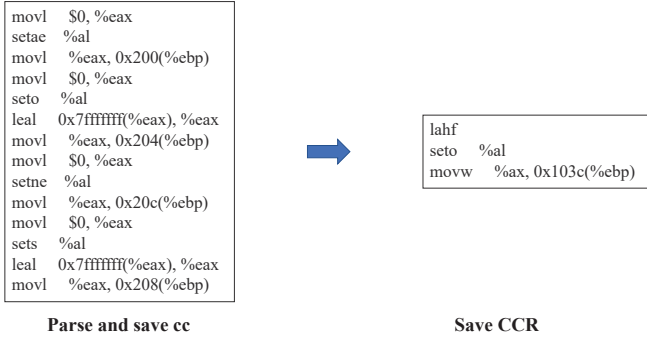 movl $0, %eax
setae %al
movl %eax, 0x200(%ebp)
movl $0, %eax
seto %al
leal 0x7fffffff(%eax), %eax
movl %eax, 0x204(%ebp)
movl $0, %eax
setne %al
movl %eax, 0x20c(%ebp)
movl $0, %eax
sets %al
leal 0x7fffffff(%eax), %eax
movl %eax, 0x208(%ebp)
Parse and save cc
lahf
seto %al
movw %ax, 0x103c(%ebp)
Save CCR